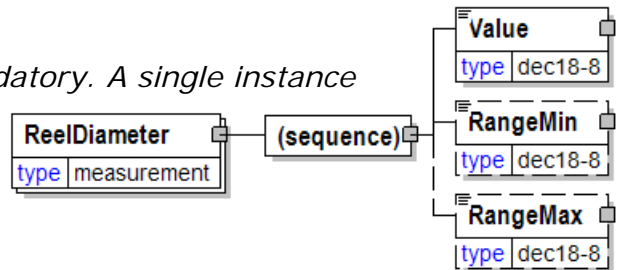 Value
type dec18-8
datory. A single instance
RangeMin
type dec18-8
ReelDiameter
type measurement
(sequence)
RangeMax
type dec18-8